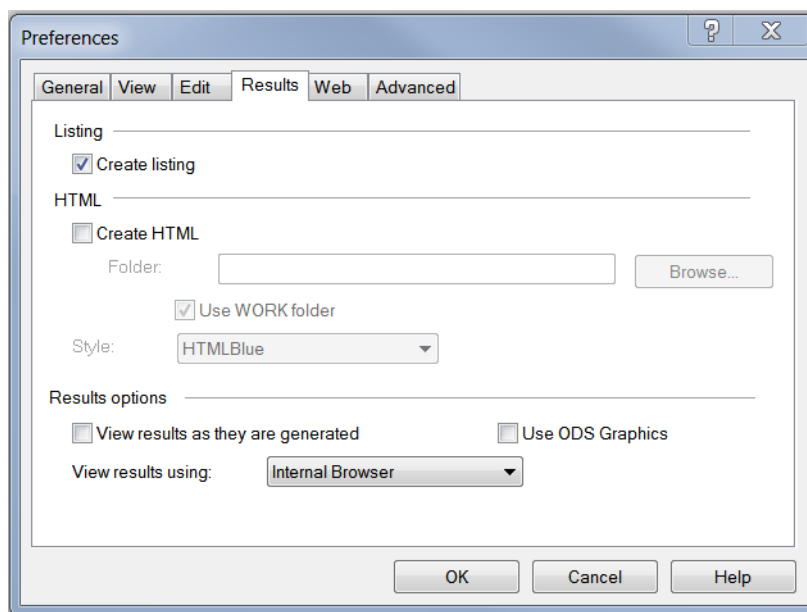 Preferences
?
X
General View Edit Results Web Advanced
Listing
Create listing
HTML
Create HTML
Folder:
Browse...
Use WORK folder
Style: HTMLBlue
Results options
View results as they are generated Use ODS Graphics
View results using: Internal Browser
OK Cancel Help